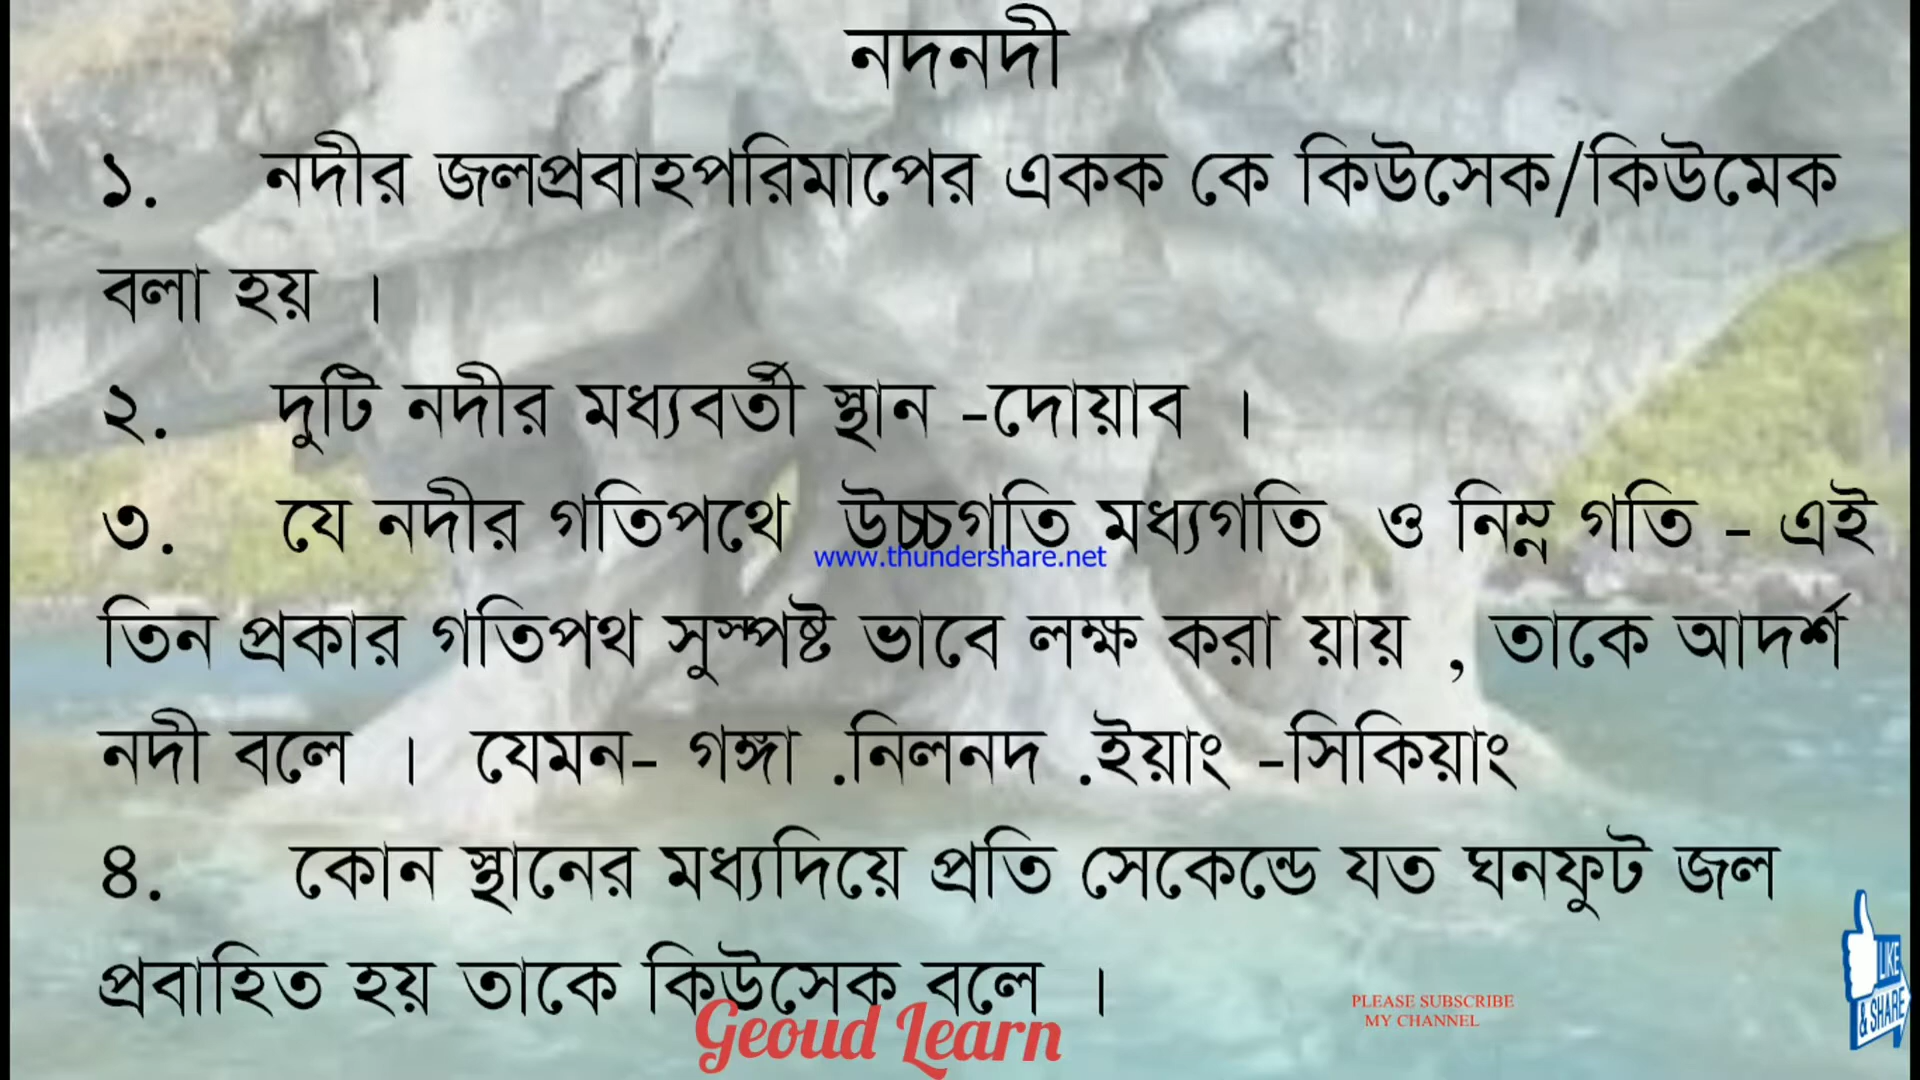 নদনদী
১. নদীর জলপ্রবাহপরিমাপের একক কে কিউসেক/কিউমেক
বলা হয় ।
২. দুটি নদীর মধ্যবর্তী স্থান -দোয়াব ।
৩. যে নদীর গতিপথে উচ্চগতি মধ্যগতি ও নিম্ন গতি - এই
www.thundershare.net
তিন প্রকার গতিপথ সুস্পষ্ট ভাবে লক্ষ করা য়ায় , তাকে আদর্শ
নদী বলে । যেমন- গঙ্গা .নিলনদ .ইয়াং -সিকিয়াং
৪. কোন স্থানের মধ্যদিয়ে প্রতি সেকেন্ডে যত ঘনফুট জল
প্রবাহিত হয় তাকে কিউসেক বলে ।
Geoud Learn
PLEASE SUBSCRIBE
MY CHANNEL
LIKE
& SHARE